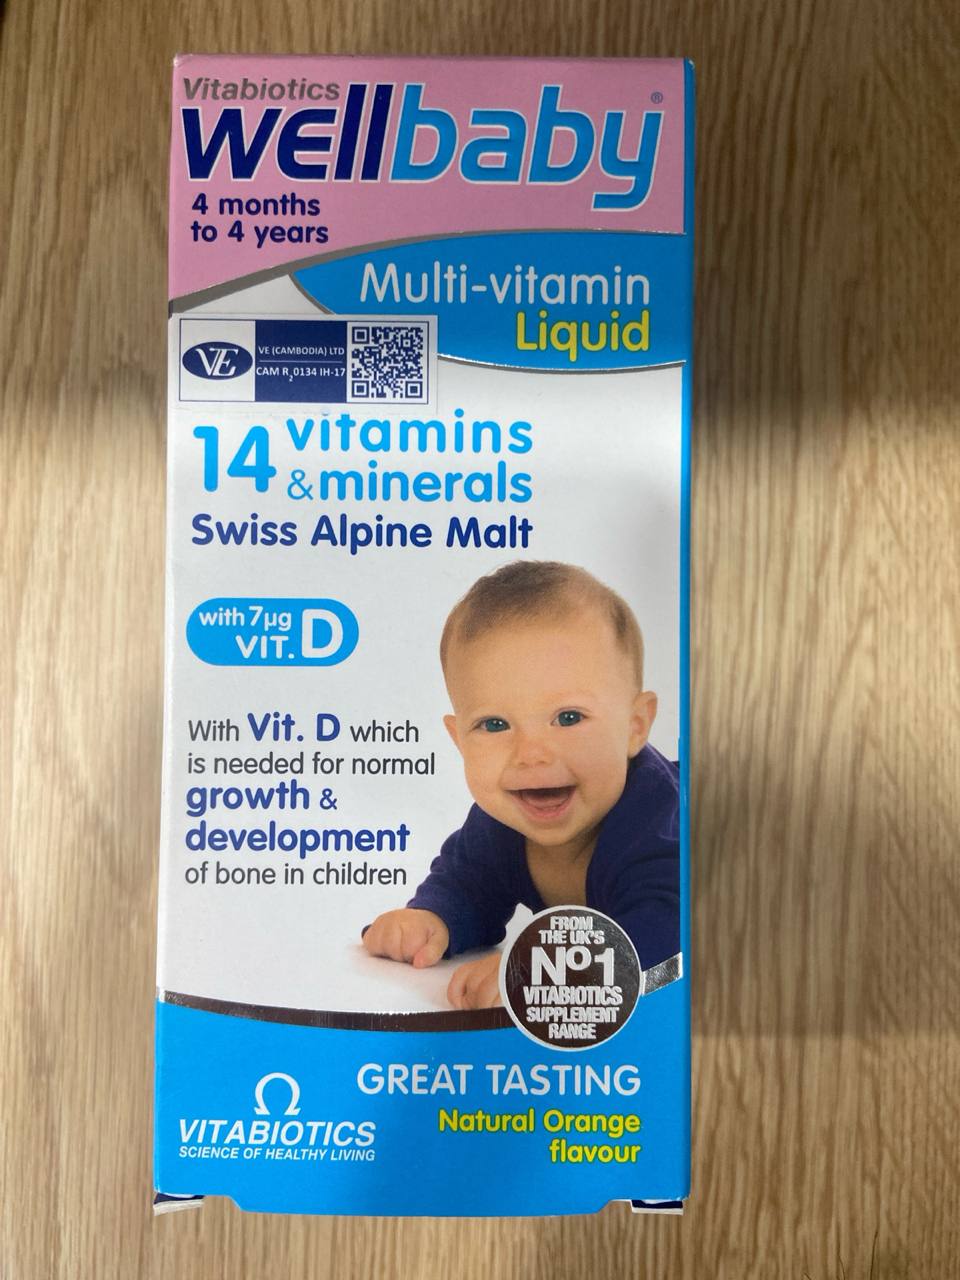 Vitabiotics
wellbaby®
4 months
to 4 years
Multi-vitamin
Liquid
VE
VE (CAMBODIA) LTD
CAM R20134 IH-17
14 vitamins
& minerals
Swiss Alpine Malt
with 7µg
VIT. D
With Vit. D which
is needed for normal
growth &
development
of bone in children
FROM
THE UK'S
Nº1
VITABIOTICS
SUPPLEMENT
RANGE
GREAT TASTING
Natural Orange
flavour
VITABIOTICS
SCIENCE OF HEALTHY LIVING